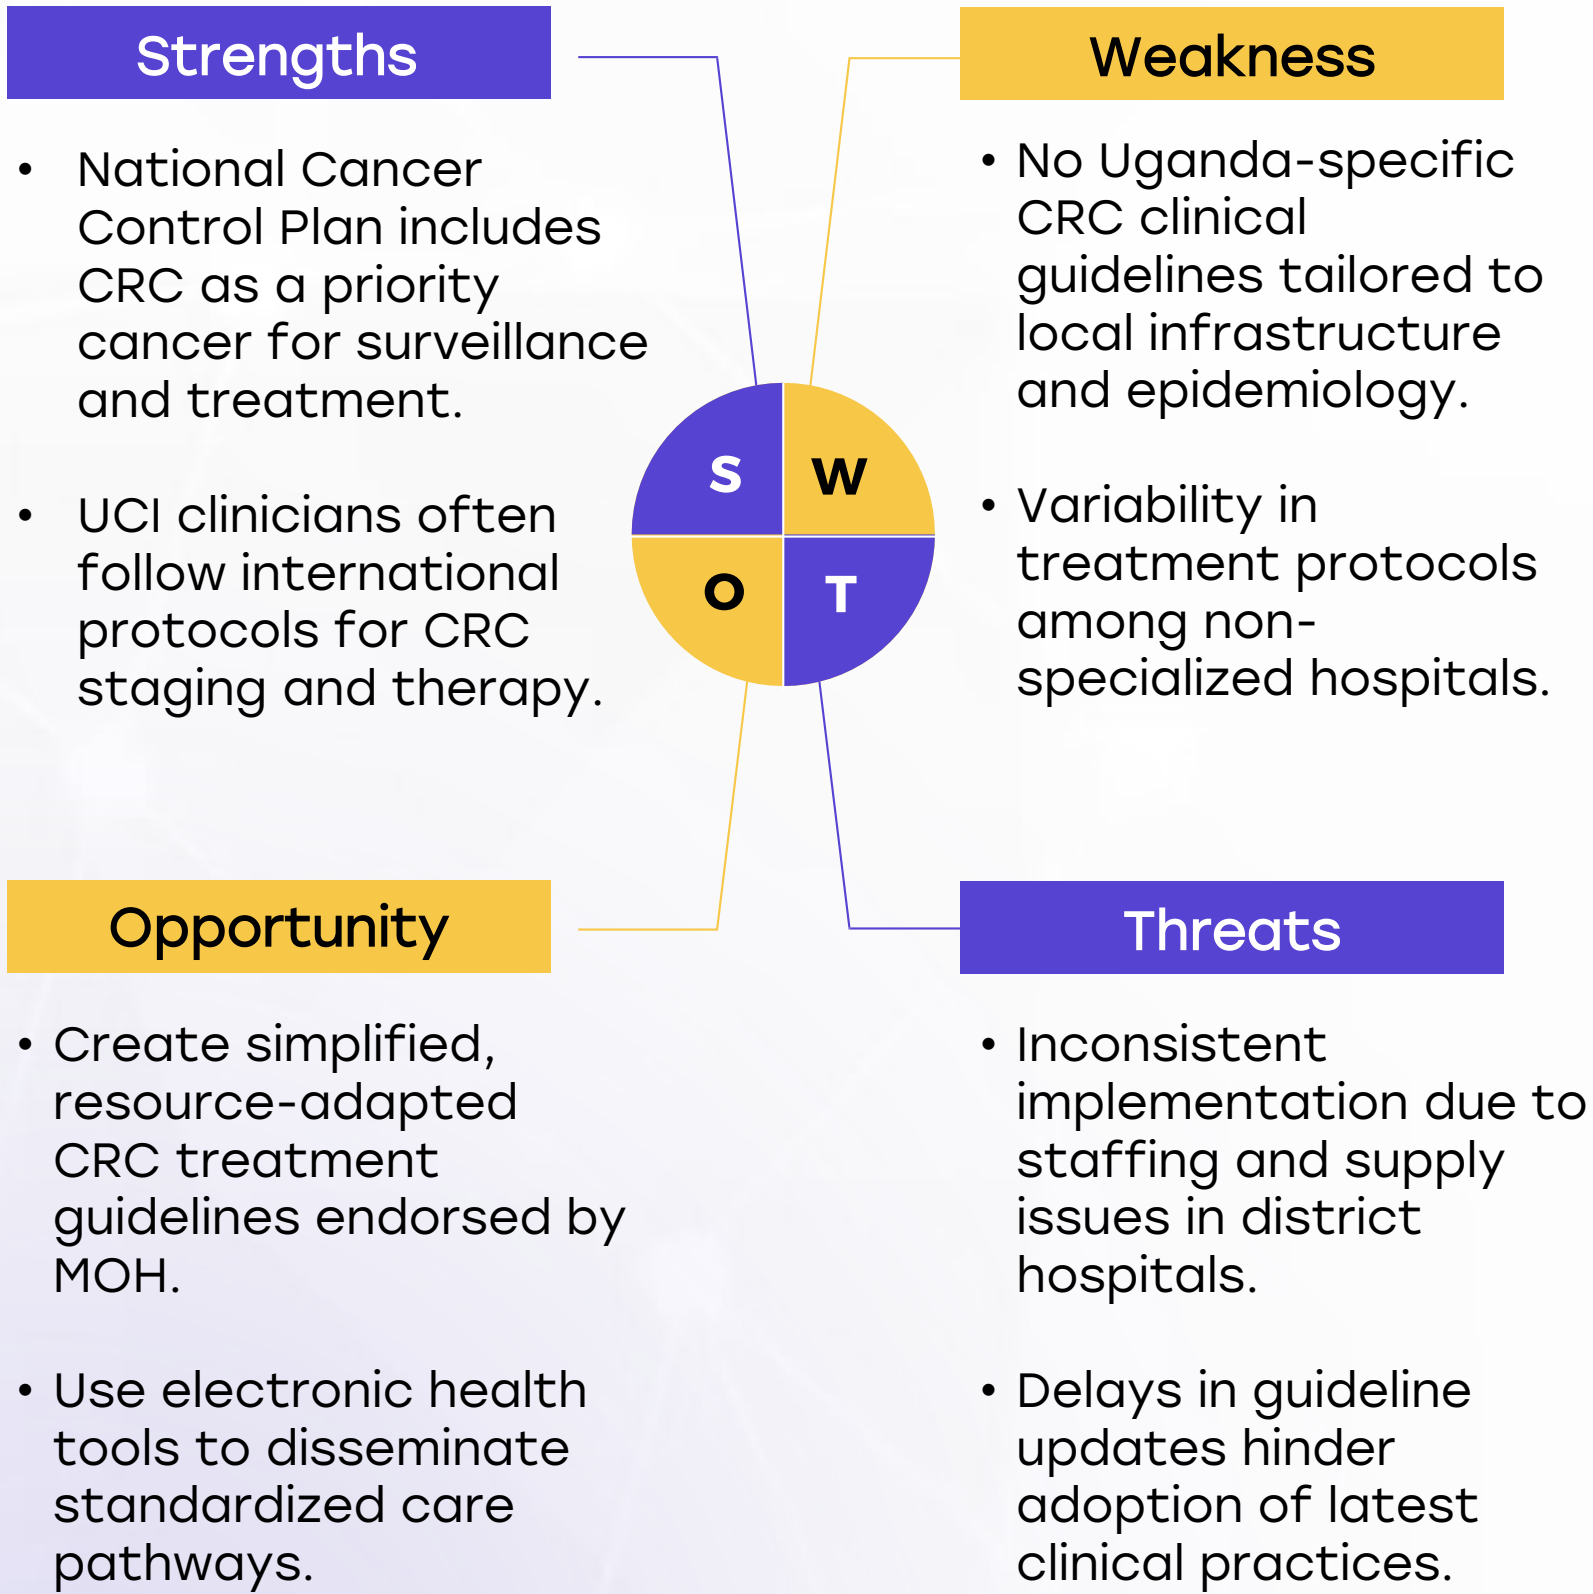 Strengths
• National Cancer
Control Plan includes
CRC as a priority
cancer for surveillance
and treatment.
• UCI clinicians often
follow international
protocols for CRC
staging and therapy.
Weakness
• No Uganda-specific
CRC clinical
guidelines tailored to
local infrastructure
and epidemiology.
• Variability in
treatment protocols
among non-
specialized hospitals.
S
W
O
T
Opportunity
• Create simplified,
resource-adapted
CRC treatment
guidelines endorsed by
MOH.
• Use electronic health
tools to disseminate
standardized care
pathways.
Threats
• Inconsistent
implementation due to
staffing and supply
issues in district
hospitals.
• Delays in guideline
updates hinder
adoption of latest
clinical practices.